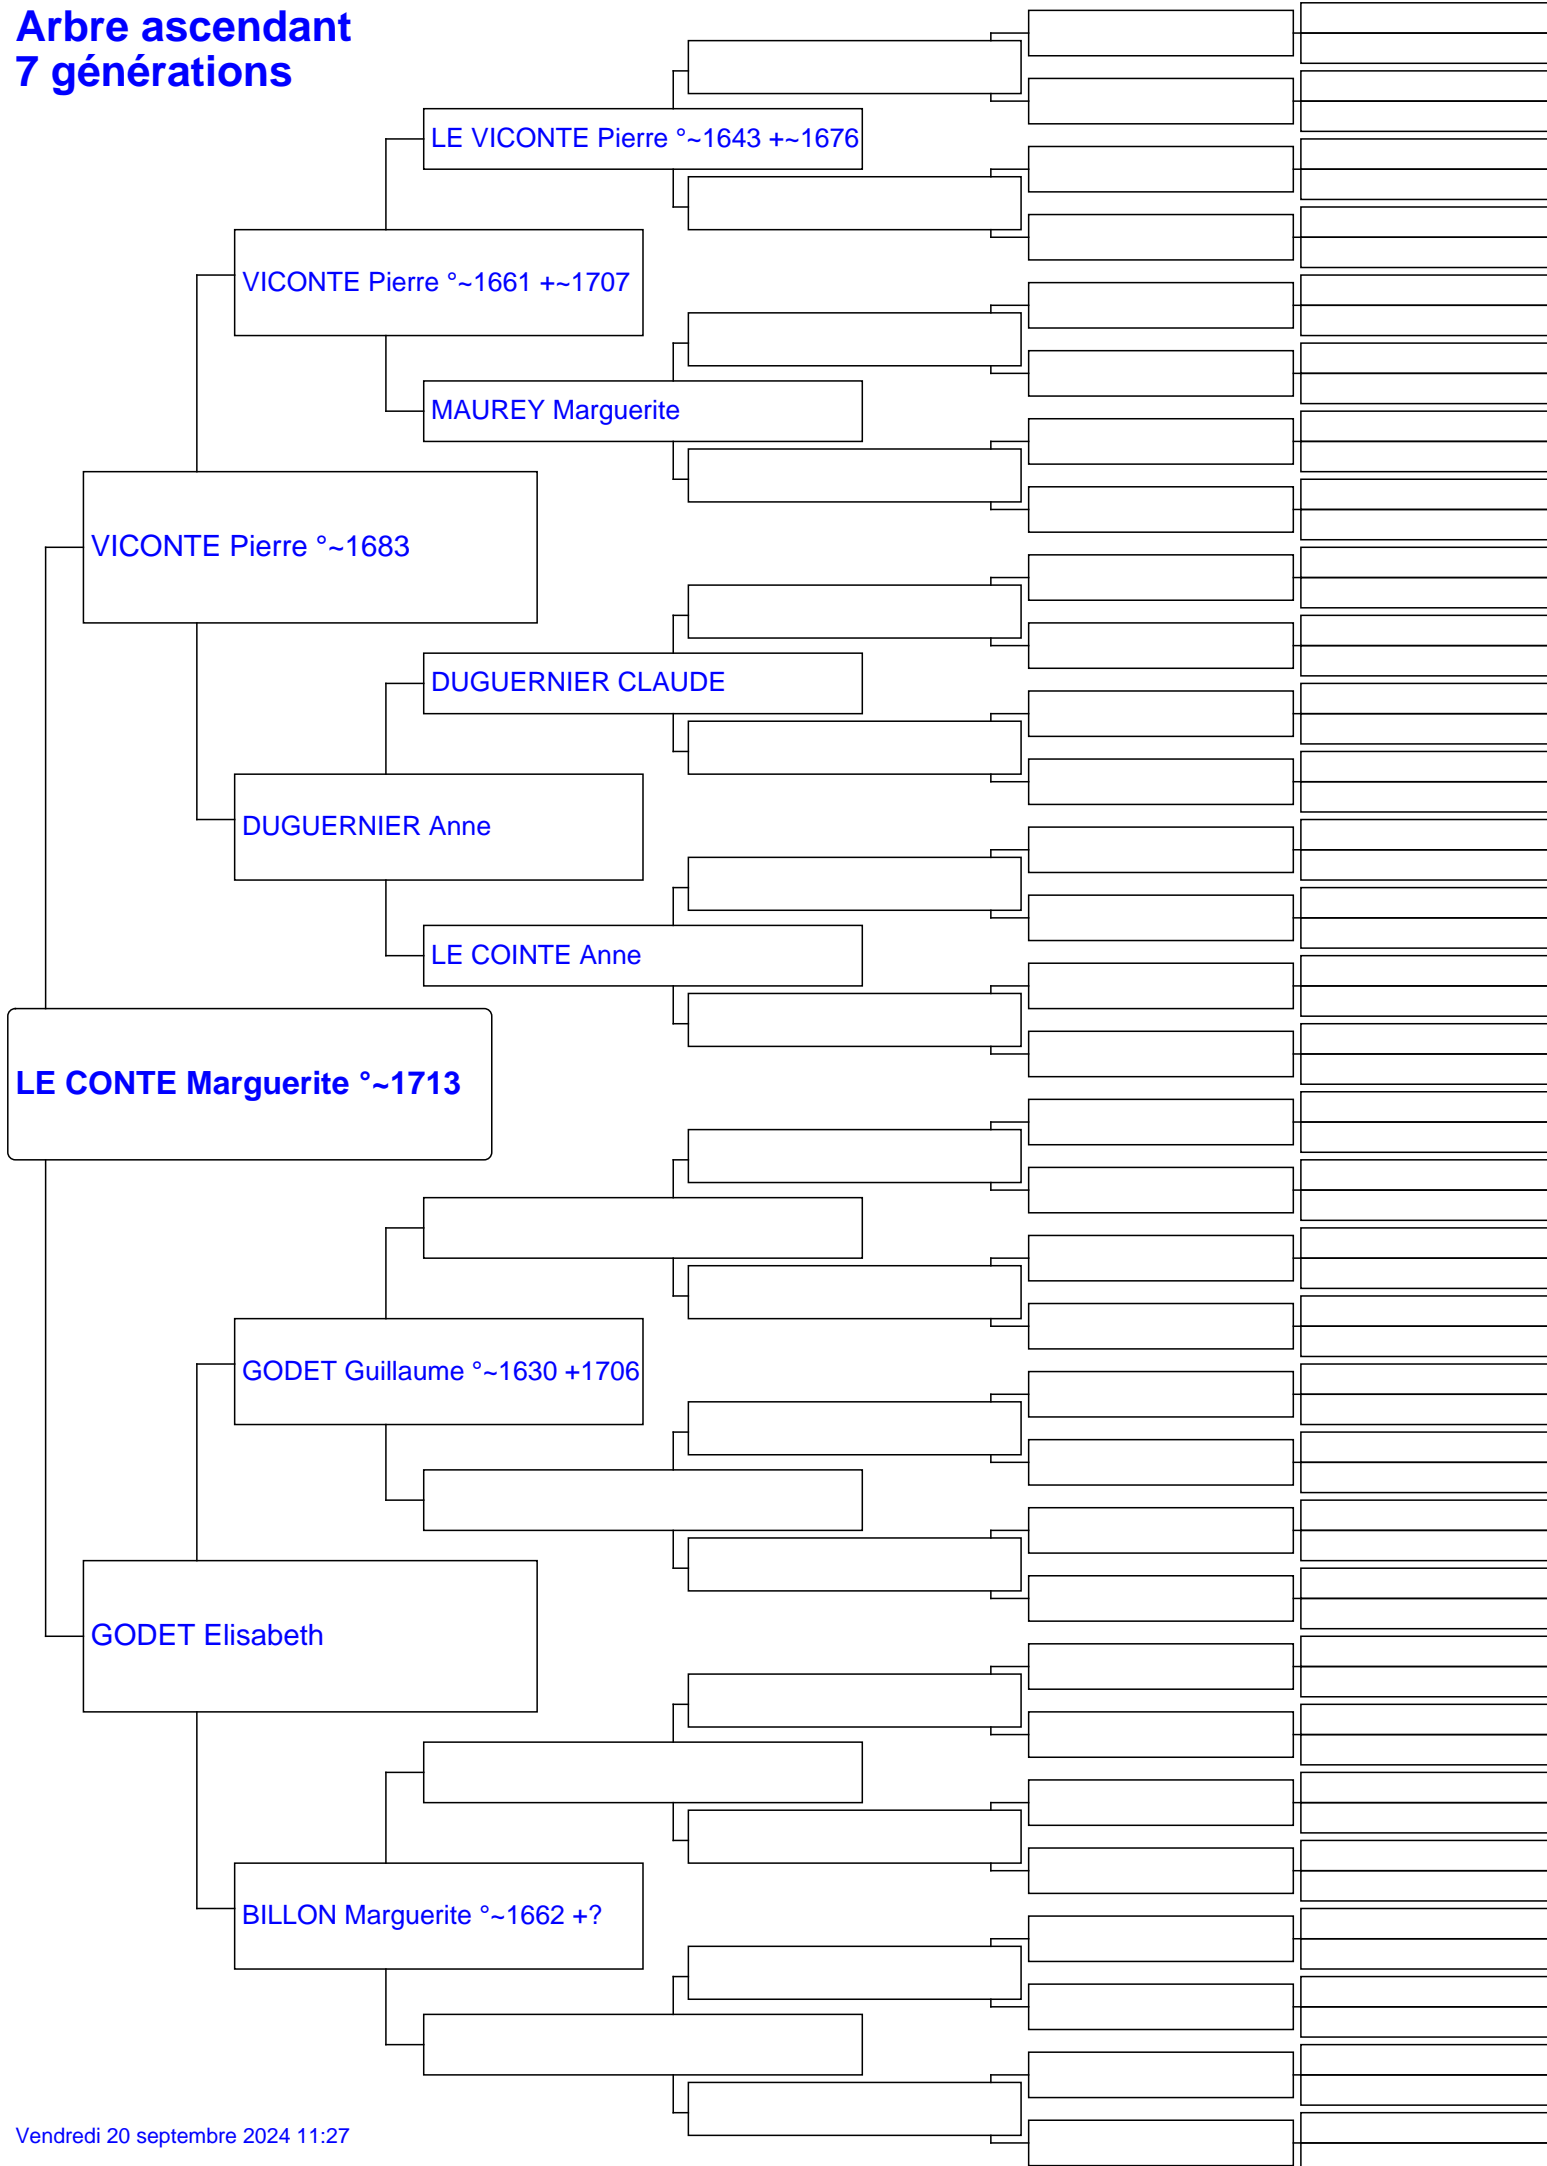 Arbre ascendant
7 générations
LE VICONTE Pierre °~1643 +~1676
VICONTE Pierre °~1661 +~1707
MAUREY Marguerite
VICONTE Pierre °~1683
DUGUERNIER CLAUDE
DUGUERNIER Anne
LE COINTE Anne
LE CONTE Marguerite °~1713
GODET Guillaume °~1630 +1706
GODET Elisabeth
BILLON Marguerite °~1662 +?
Vendredi 20 septembre 2024 11:27